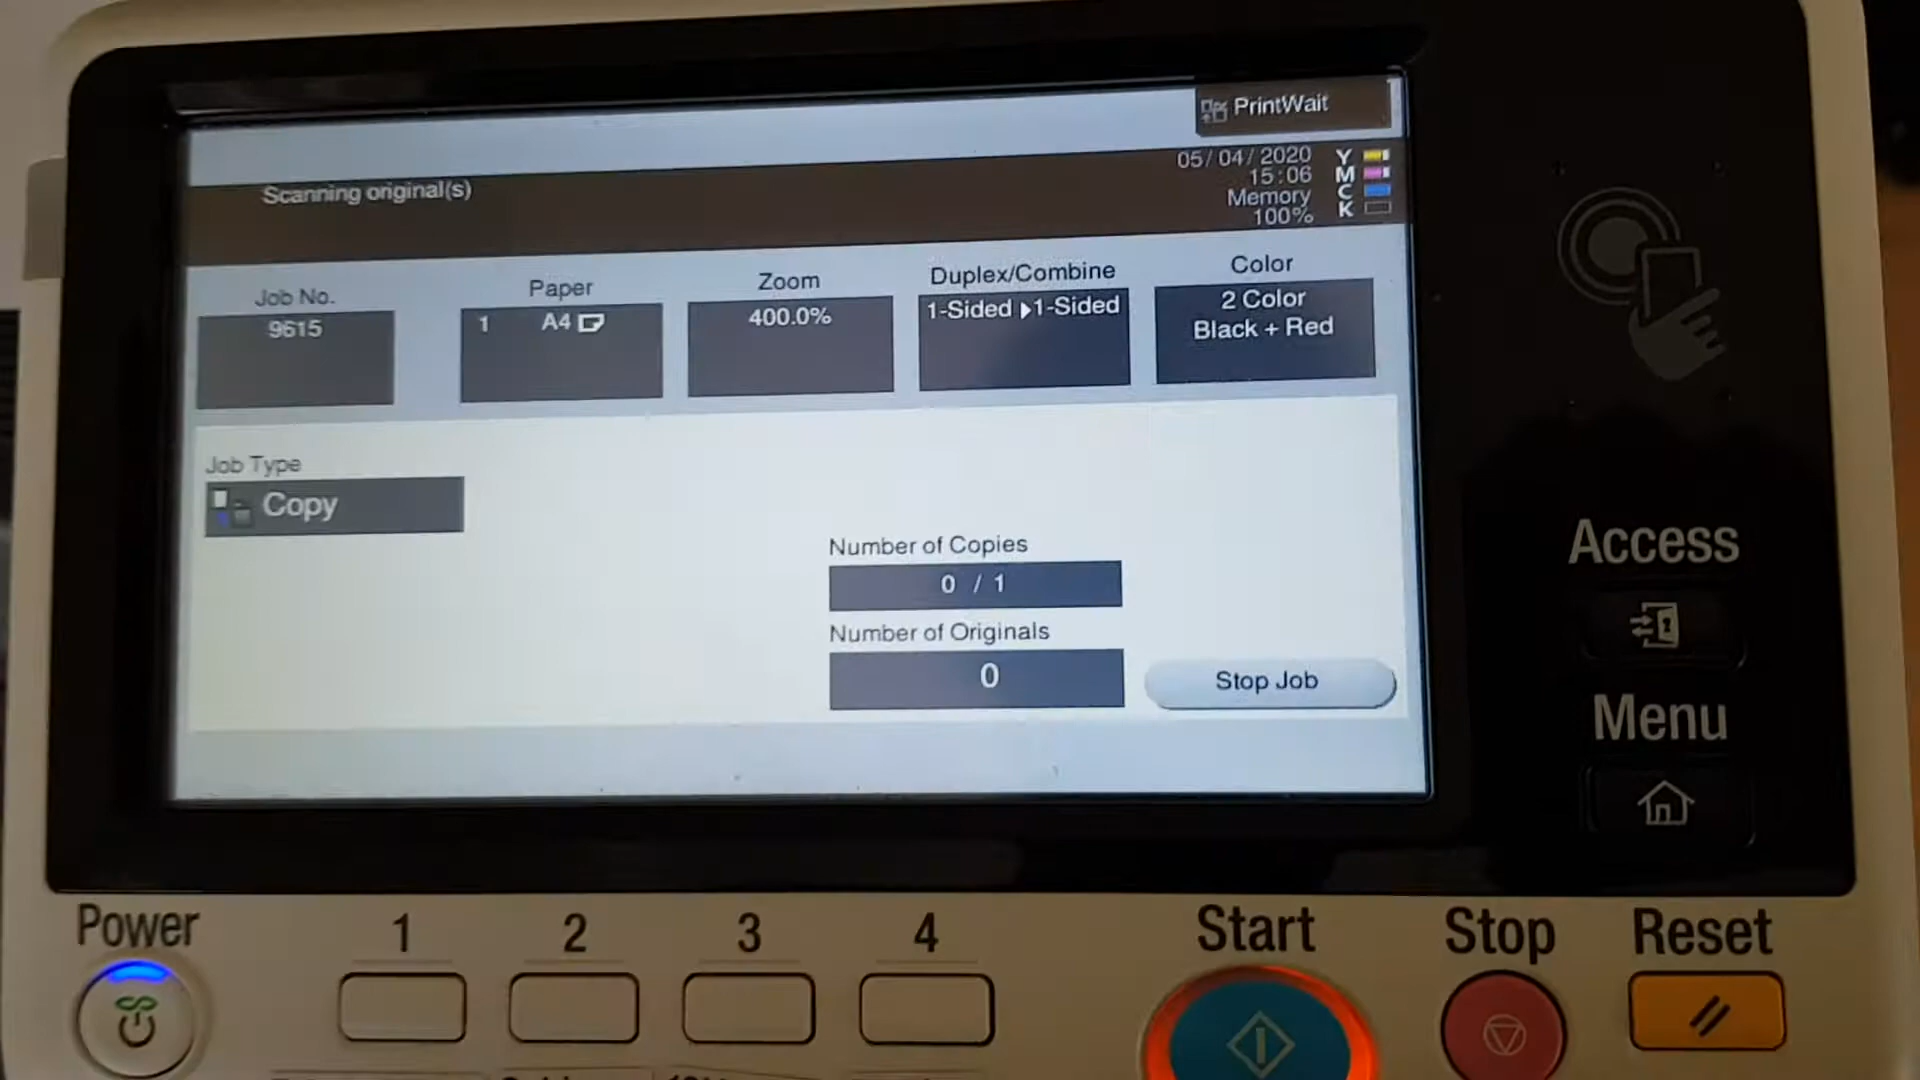 PrintWait
Scanning original(s)
05/04/2020
15:06
Memory
100%
Y
M
C
K
Job No.
9615
Paper
1 A4
Zoom
400.0%
Duplex/Combine
1-Sided 1-Sided
Color
2 Color
Black + Red
Job Type
Copy
Number of Copies
0 / 1
Number of Originals
0
Stop Job
Access
Menu
Power
1
2
3
4
Start
Stop
Reset